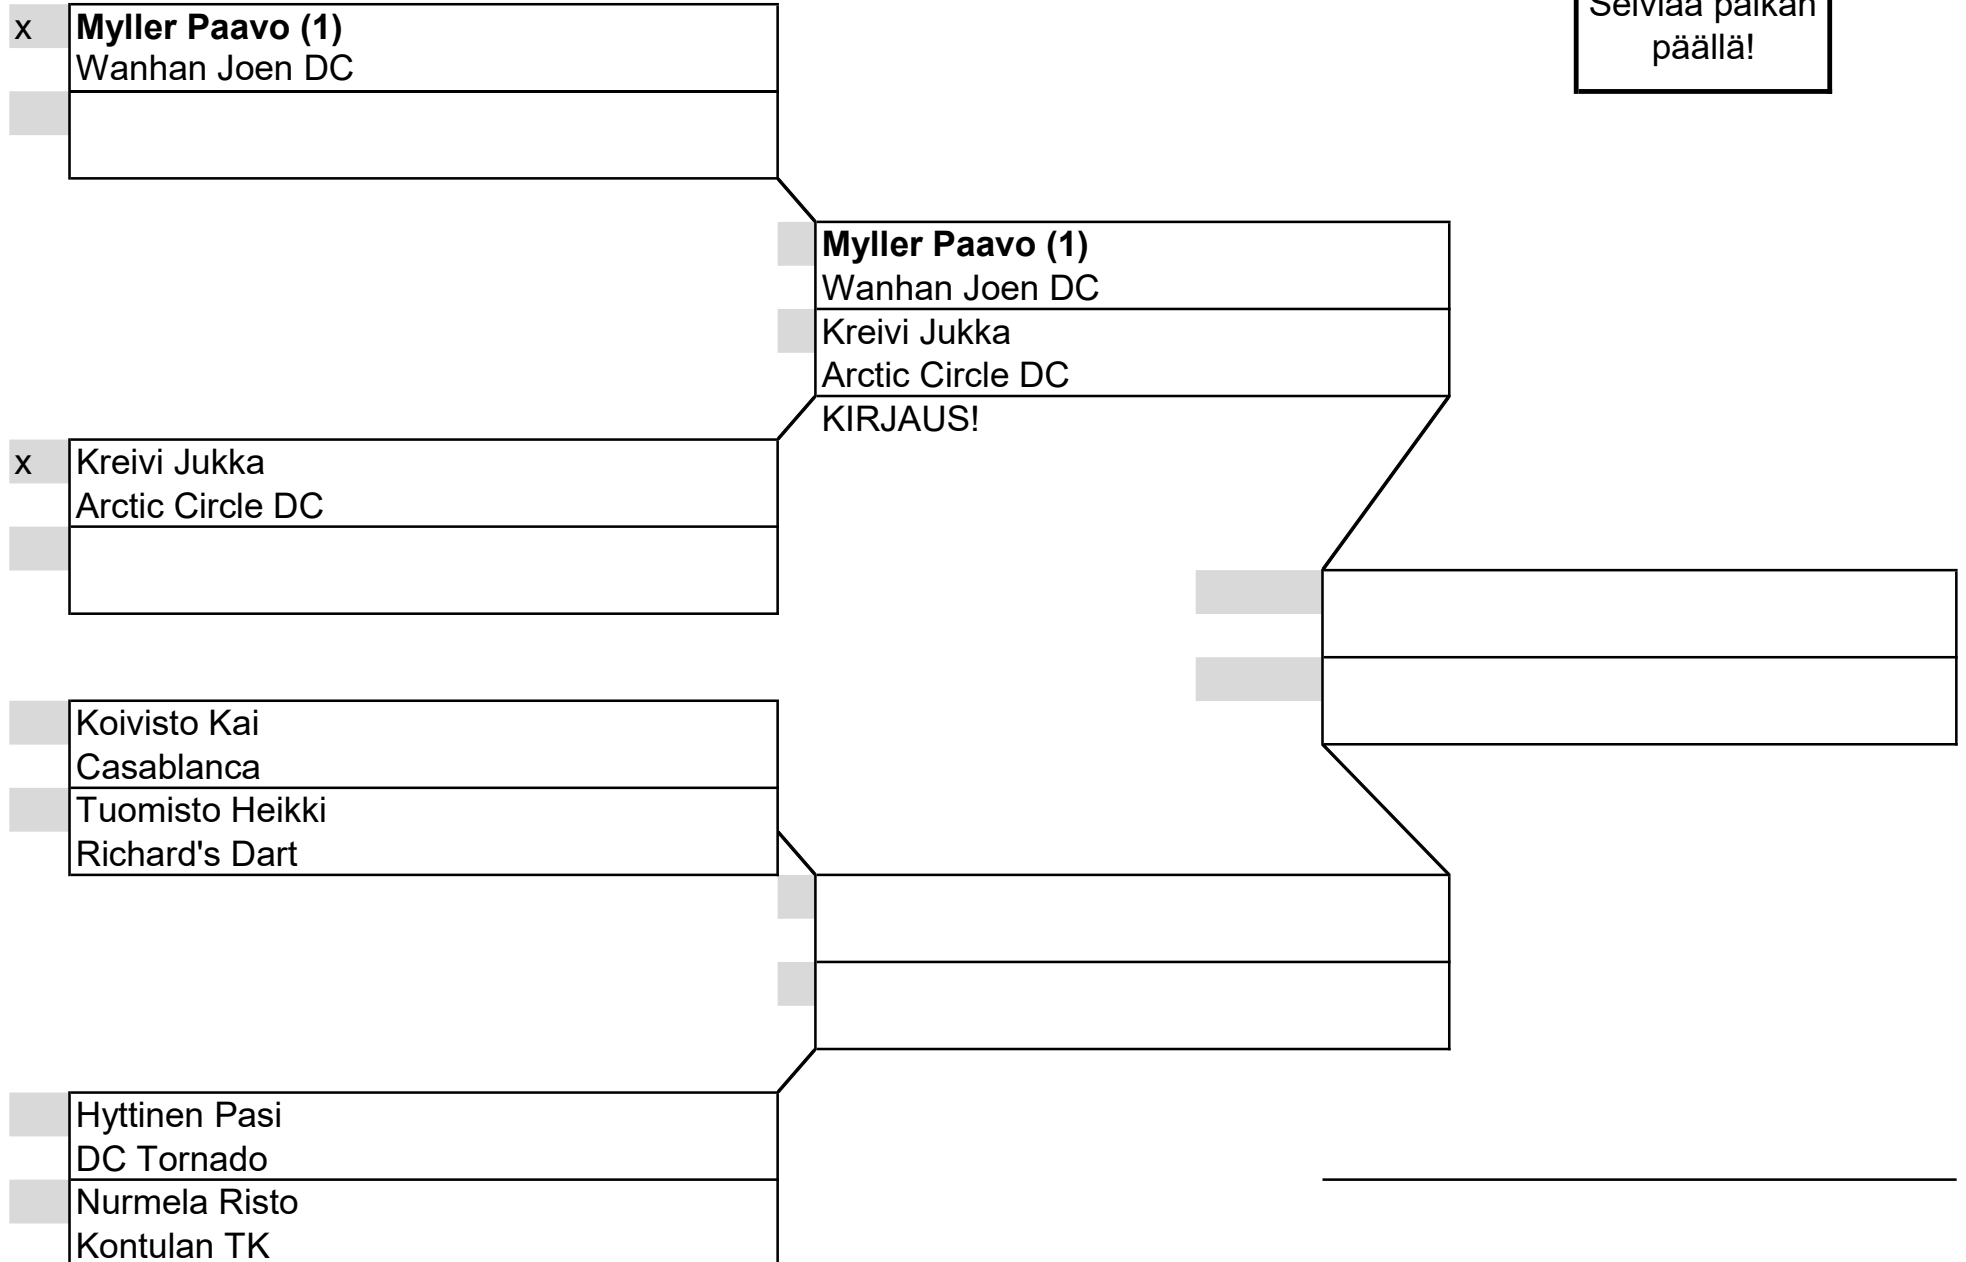 x Myller Paavo (1)
Wanhan Joen DC
Selviää paikan
päällä!
Myller Paavo (1)
Wanhan Joen DC
Kreivi Jukka
Arctic Circle DC
KIRJAUS!
x Kreivi Jukka
Arctic Circle DC
Koivisto Kai
Casablanca
Tuomisto Heikki
Richard's Dart
Hyttinen Pasi
DC Tornado
Nurmela Risto
Kontulan TK